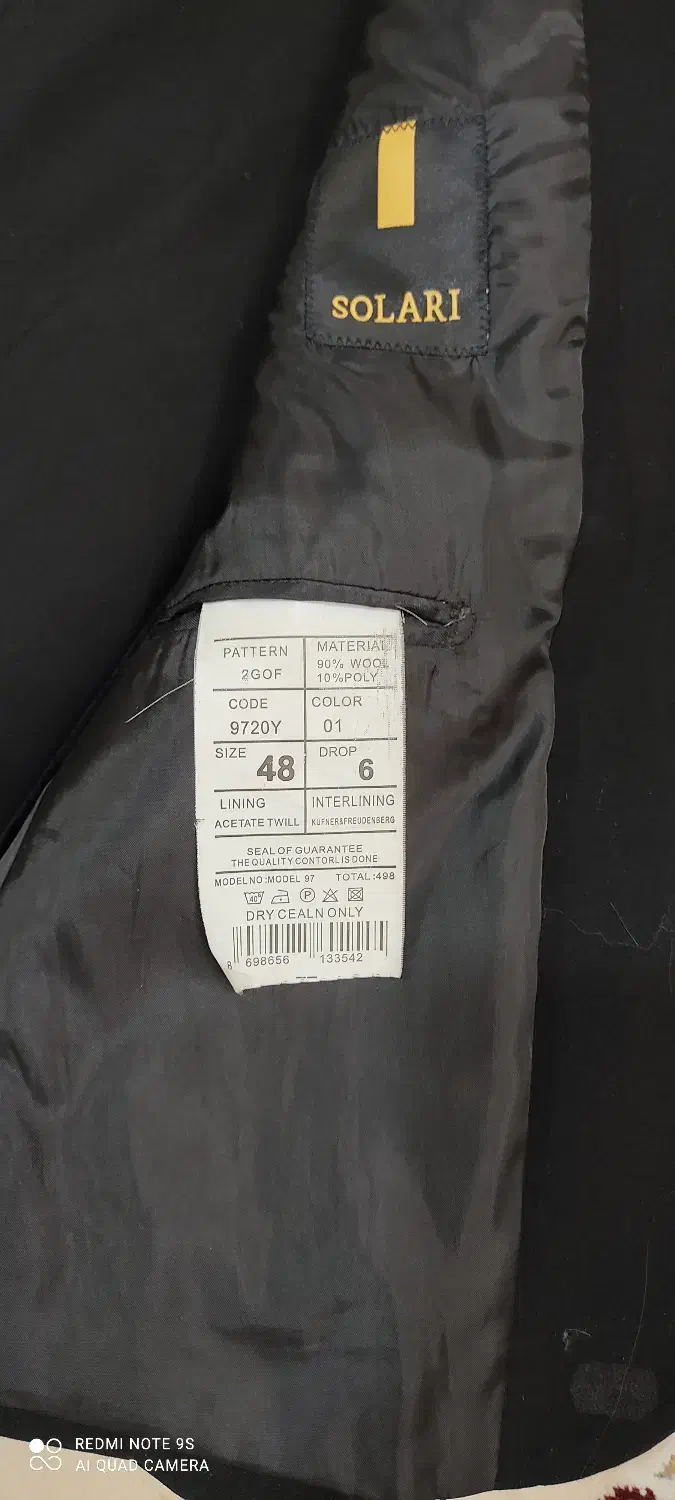 SOLARI
PATTERN
2GOF
MATERIAL
90% WOOL
10%POLY
CODE
9720Y
COLOR
01
SIZE
48
DROP
6
LINING
ACETATE TWILL
INTERLINING
KUFNER&FREUDENBERG
SEAL OF GUARANTEE
THE QUALITY CONTORL IS DONE
MODEL NO:MODEL 97 TOTAL:498
40° P
DRY CEALN ONLY
8 698656 133542
REDMI NOTE 9S
AI QUAD CAMERA